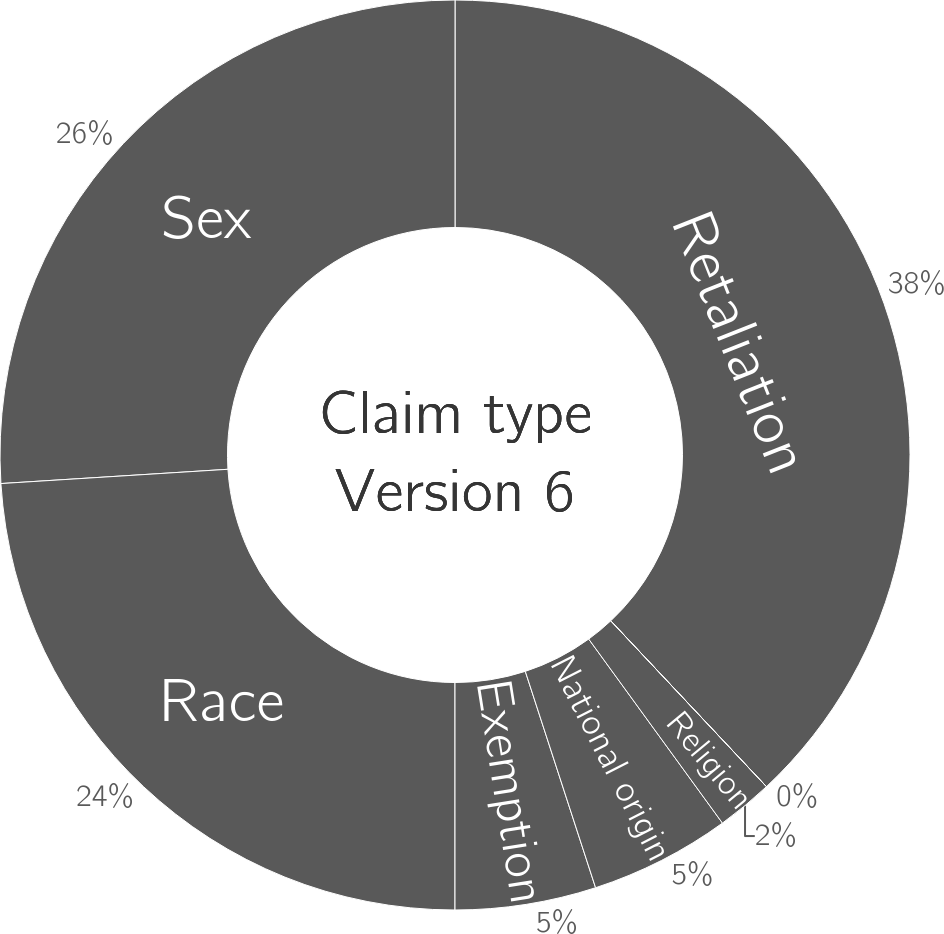 26%
Sex
Retaliation
38%
Claim type
Version 6
Race
24%
Exemption
5%
National origin
5%
Religion
2%
0%